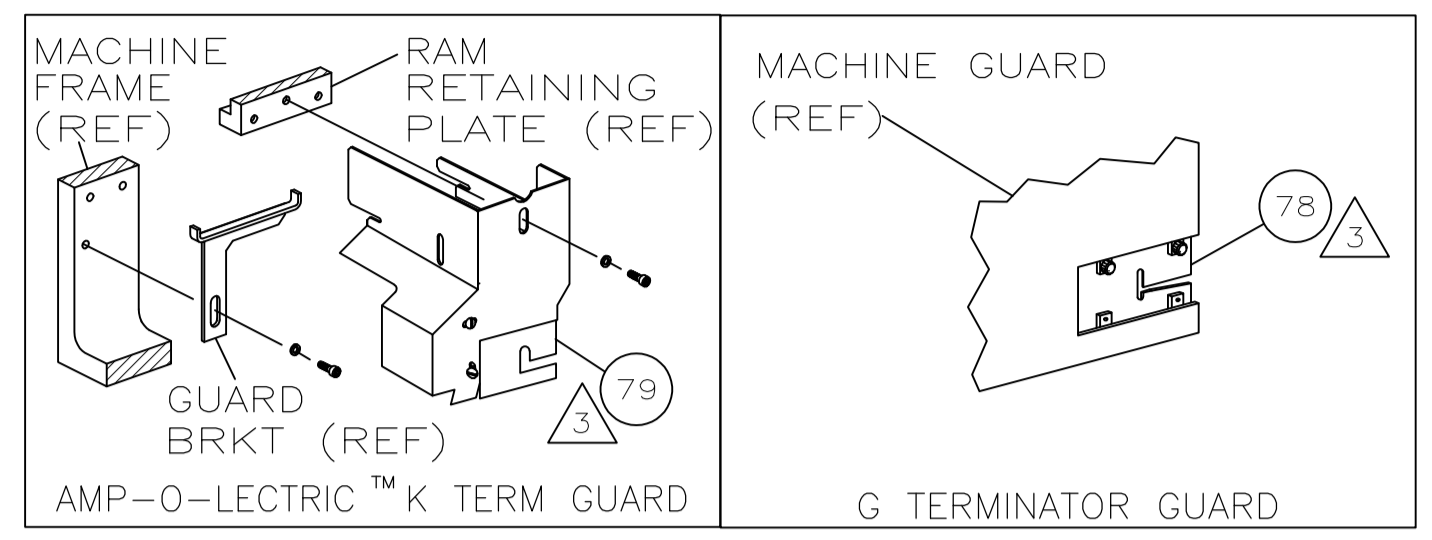 MACHINE
FRAME
(REF)
RAM
RETAINING
PLATE (REF)
79
3
GUARD
BRKT (REF)
AMP-O-LECTRIC™ K TERM GUARD
MACHINE GUARD
(REF)
78
3
G TERMINATOR GUARD